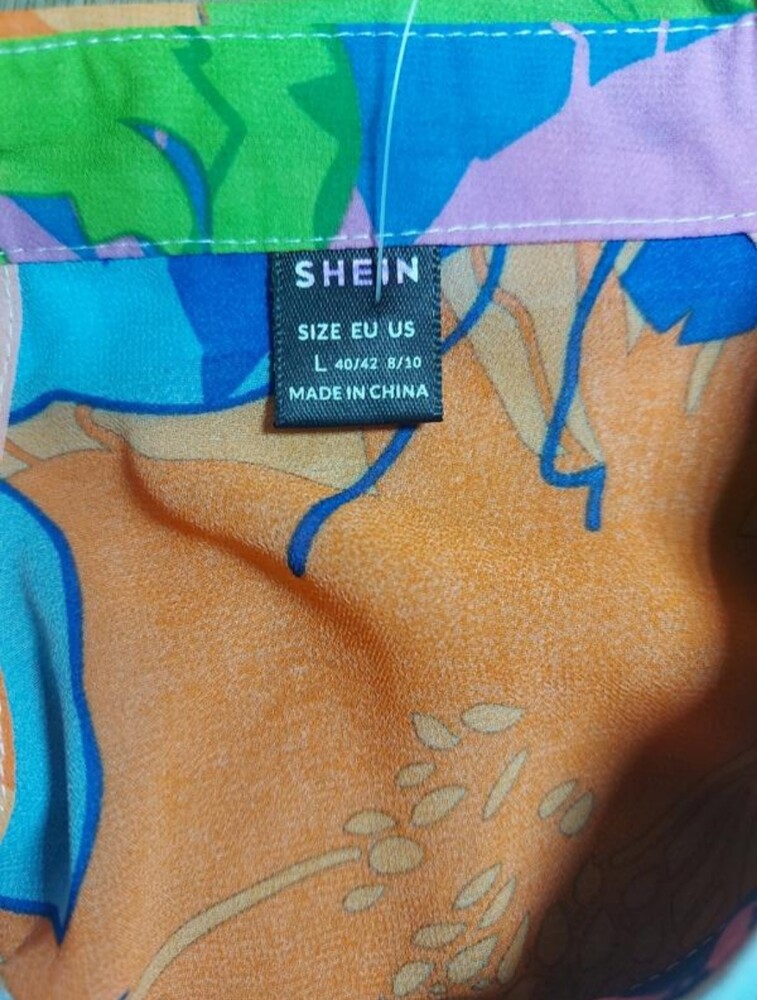 SHEIN
SIZE EU US
L 40/42 8/10
MADE IN CHINA